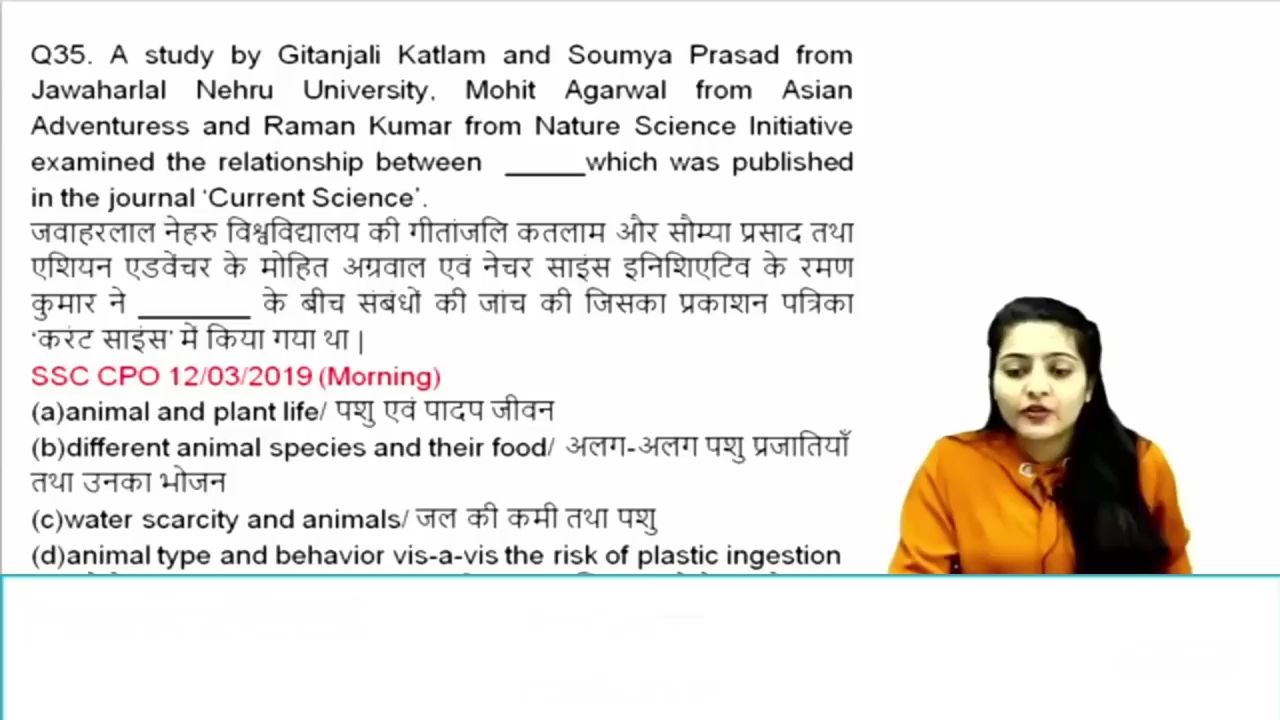 Q35. A study by Gitanjali Katlam and Soumya Prasad from
Jawaharlal Nehru University, Mohit Agarwal from Asian
Adventuress and Raman Kumar from Nature Science Initiative
examined the relationship between ______which was published
in the journal ‘Current Science’.
जवाहरलाल नेहरु विश्वविद्यालय की गीतांजलि कतलाम और सौम्या प्रसाद तथा
एशियन एडवेंचर के मोहित अग्रवाल एवं नेचर साइंस इनिशिएटिव के रमण
कुमार ने ________ के बीच संबंधों की जांच की जिसका प्रकाशन पत्रिका
‘करंट साइंस’ में किया गया था |
SSC CPO 12/03/2019 (Morning)
(a)animal and plant life/ पशु एवं पादप जीवन
(b)different animal species and their food/ अलग-अलग पशु प्रजातियाँ
तथा उनका भोजन
(c)water scarcity and animals/ जल की कमी तथा पशु
(d)animal type and behavior vis-a-vis the risk of plastic ingestion